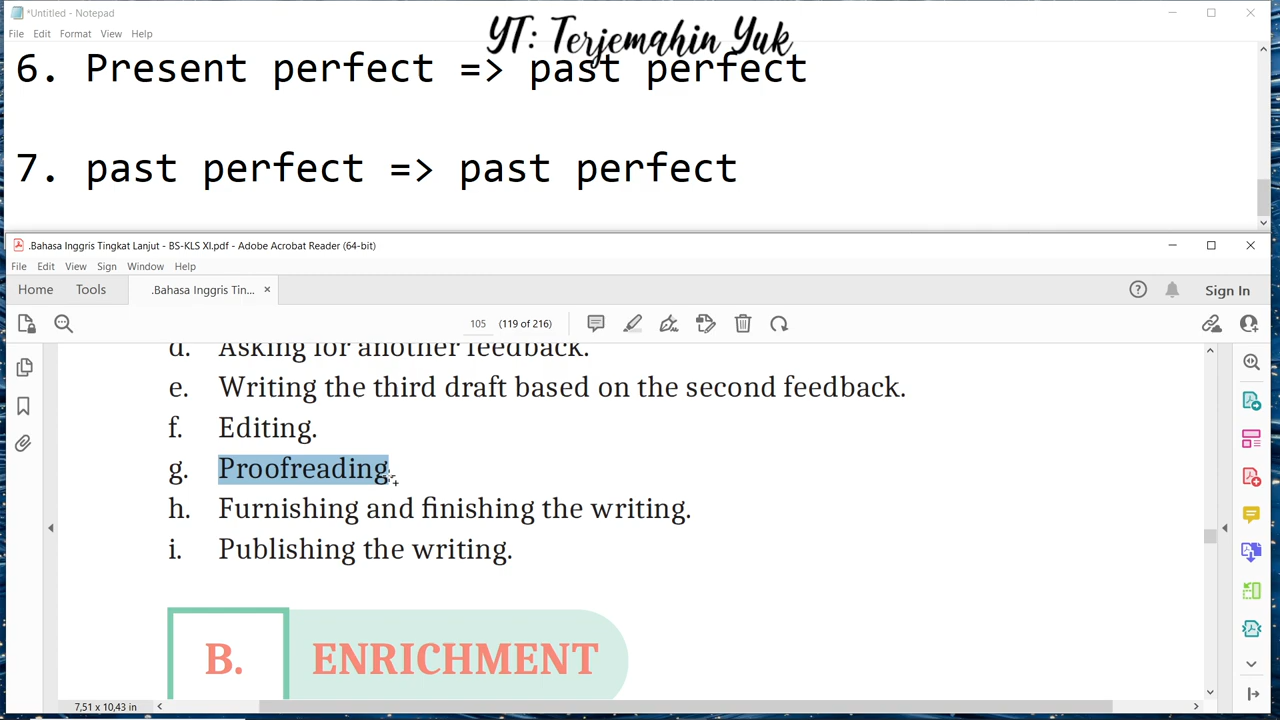 *Untitled - Notepad
YT: Terjemahin Yuk
File Edit Format View Help
6. Present perfect => past perfect
7. past perfect => past perfect
.Bahasa Inggris Tingkat Lanjut - BS-KLS XI.pdf - Adobe Acrobat Reader (64-bit)
File Edit View Sign Window Help
Home Tools .Bahasa Inggris Tin... × Sign In
105 (119 of 216)
d. Asking for another feedback.
e. Writing the third draft based on the second feedback.
f. Editing.
g. Proofreading.
h. Furnishing and finishing the writing.
i. Publishing the writing.
B. ENRICHMENT
7,51 x 10,43 in